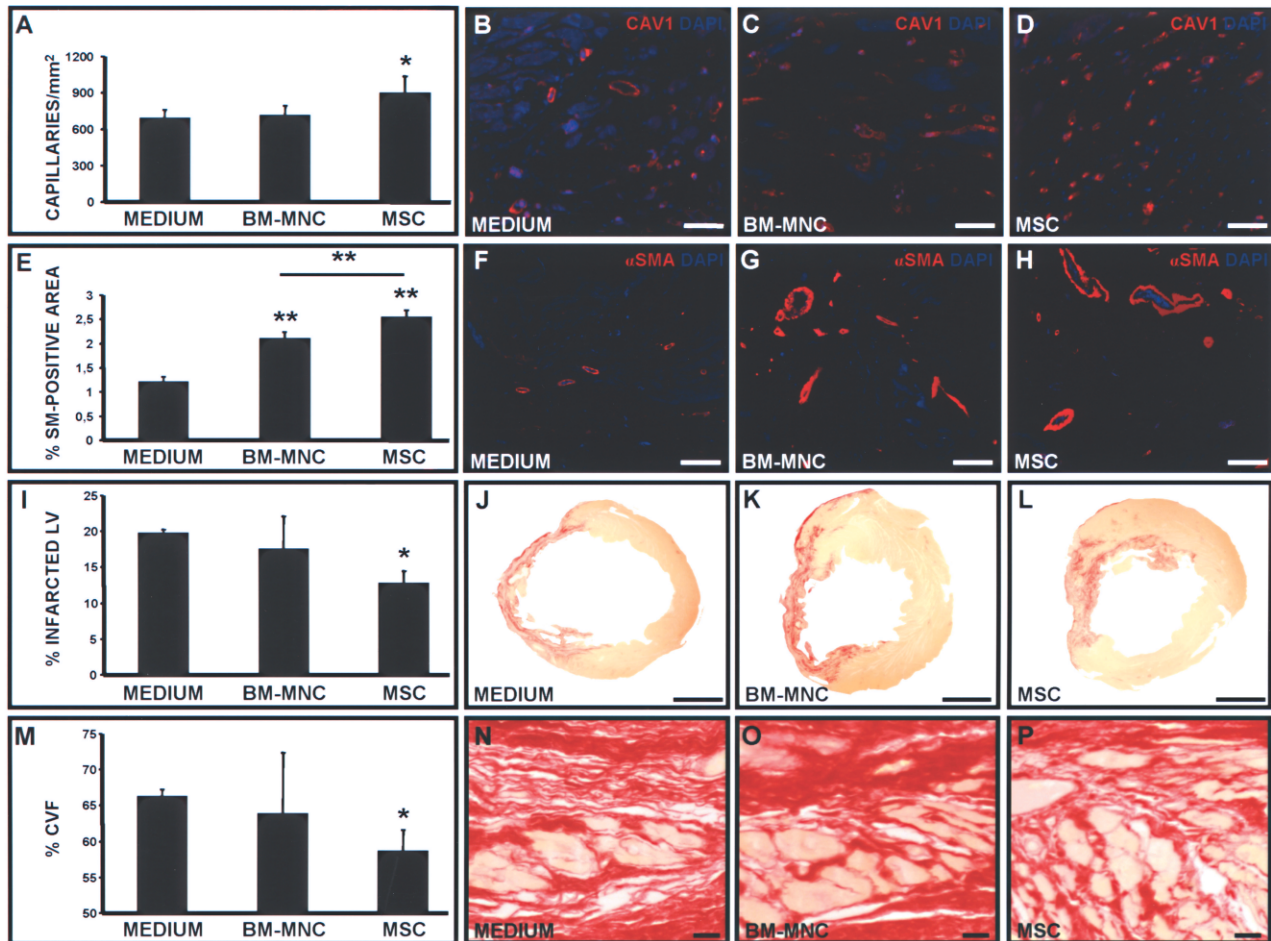 A
CAPILLARIES/mm²
1200
900
600
300
0
*
MEDIUM BM-MNC MSC
B
CAV1 DAPI
MEDIUM
C
CAV1 DAPI
BM-MNC
D
CAV1 DAPI
MSC
E
% SM-POSITIVE AREA
3
2,5
2
1,5
1
0,5
0
**
**
**
MEDIUM BM-MNC MSC
F
αSMA DAPI
MEDIUM
G
αSMA DAPI
BM-MNC
H
αSMA DAPI
MSC
I
% INFARCTED LV
25
20
15
10
5
0
*
MEDIUM BM-MNC MSC
J
MEDIUM
K
BM-MNC
L
MSC
M
% CVF
75
70
65
60
55
50
*
MEDIUM BM-MNC MSC
N
MEDIUM
O
BM-MNC
P
MSC